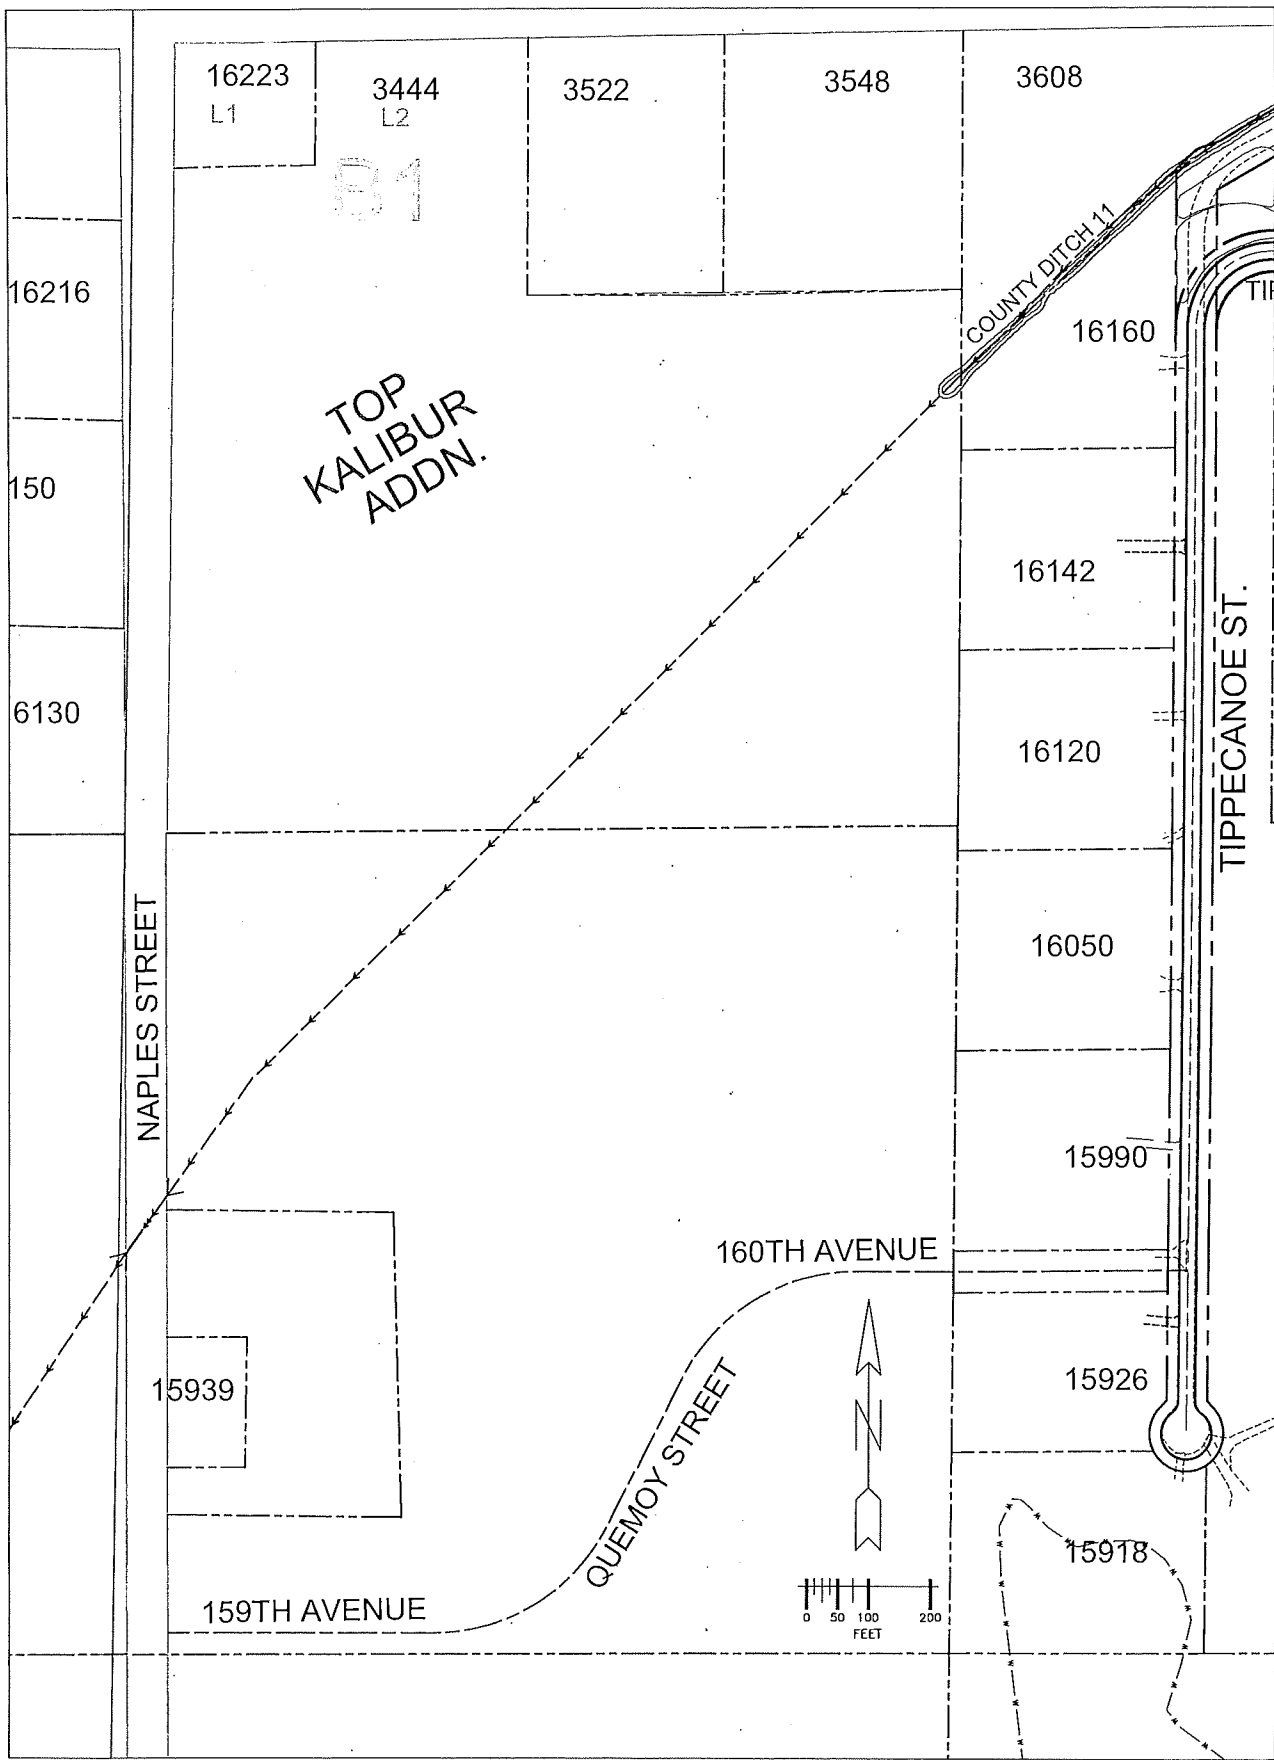 16223
L1
3444
L2
3522
3548
3608
B1
COUNTY DITCH 11
16216
16160
TOP
KALIBUR
ADDN.
150
16142
TIPPECANOE ST.
6130
16120
NAPLES STREET
16050
15990
160TH AVENUE
15939
QUEMOY STREET
N
15926
15918
159TH AVENUE
0 50 100 200
FEET